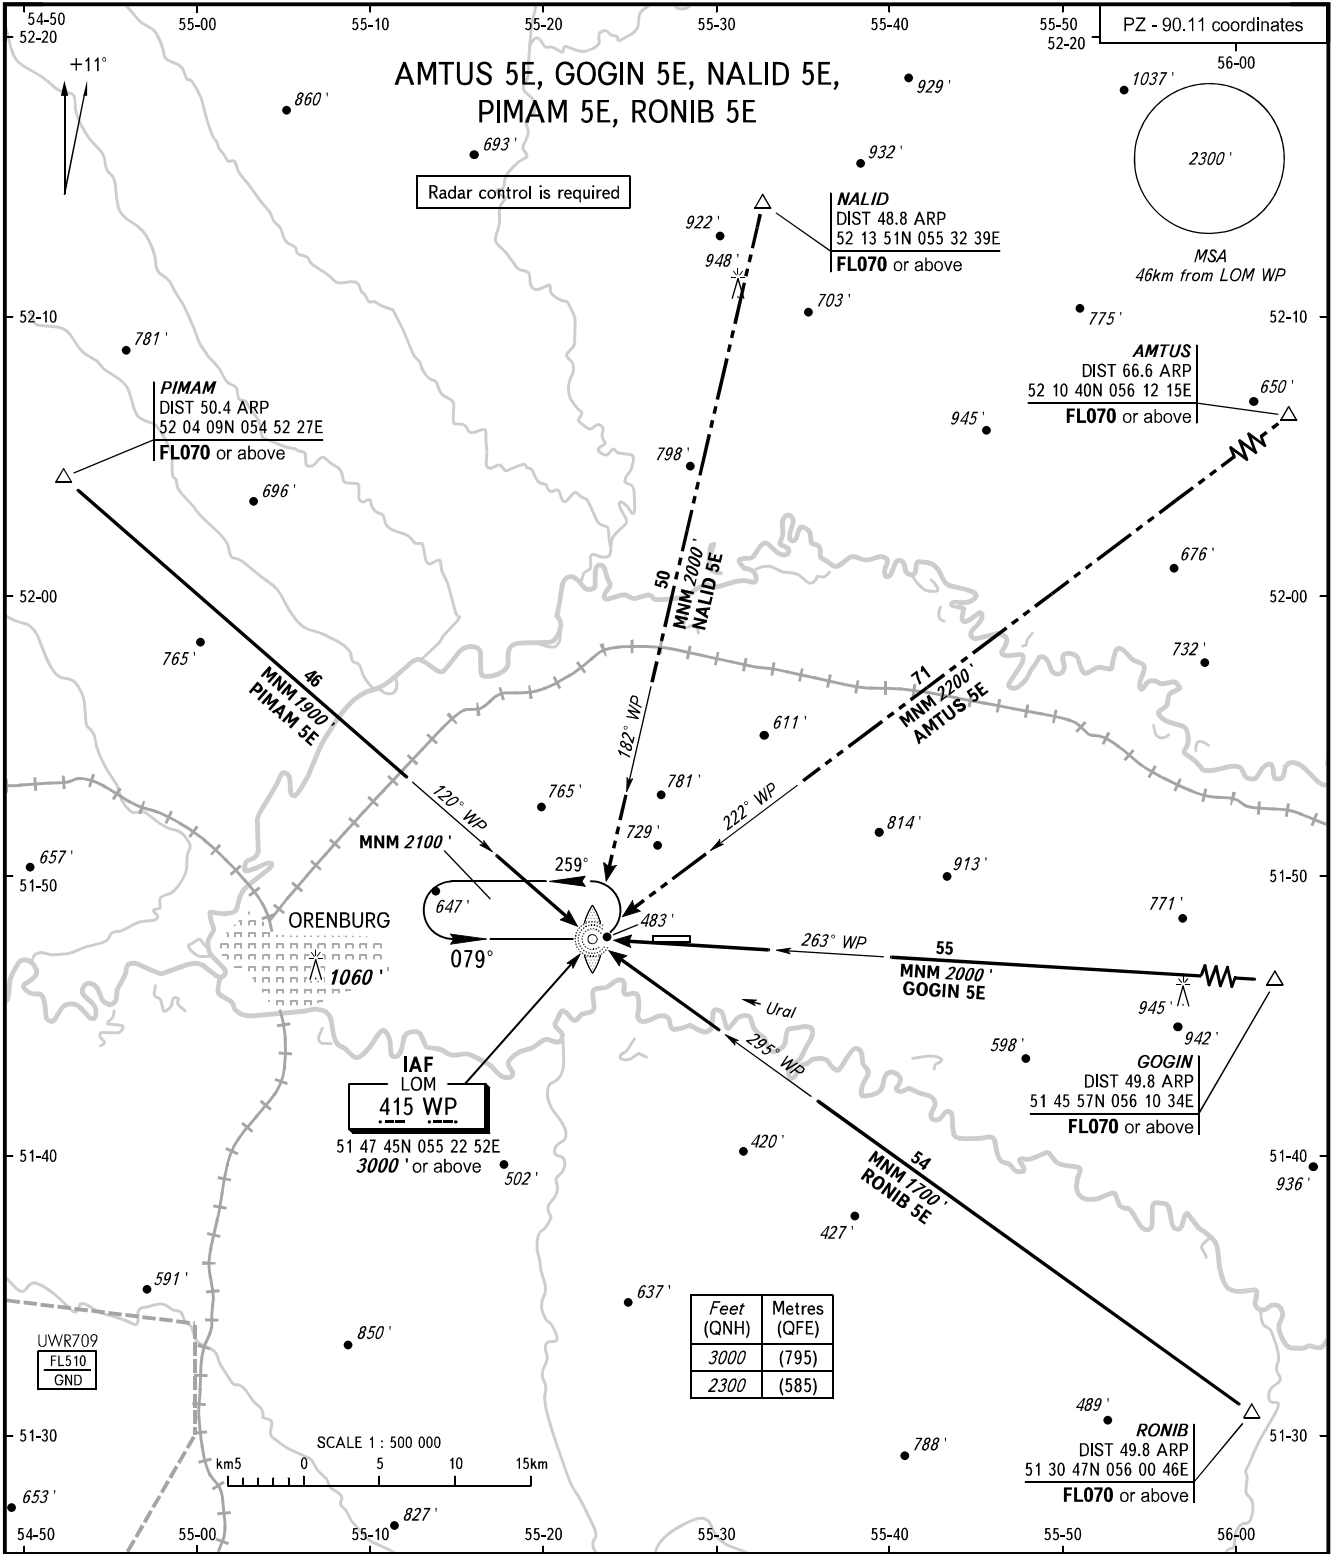 54-50
55-00
55-10
55-20
55-30
55-40
55-50
52-20
52-20
PZ - 90.11 coordinates
56-00
+11°
AMTUS 5E, GOGIN 5E, NALID 5E,
PIMAM 5E, RONIB 5E
Radar control is required
860 '
693 '
929 '
932 '
1037 '
2300 '
MSA
46km from LOM WP
NALID
DIST 48.8 ARP
52 13 51N 055 32 39E
FL070 or above
922 '
948 '
703 '
775 '
52-10
52-10
781 '
PIMAM
DIST 50.4 ARP
52 04 09N 054 52 27E
FL070 or above
AMTUS
DIST 66.6 ARP
52 10 40N 056 12 15E
FL070 or above
650 '
945 '
798 '
696 '
676 '
52-00
52-00
50
MNM 2000 '
NALID 5E
765 '
732 '
46
MNM 1900 '
PIMAM 5E
71
MNM 2200 '
AMTUS 5E
182° WP
611 '
120° WP
765 '
781 '
222° WP
729 '
814 '
MNM 2100 '
259°
657 '
913 '
51-50
51-50
647 '
771 '
483 '
ORENBURG
079°
263° WP
55
MNM 2000 '
GOGIN 5E
1060 '
Ural
945 '
942 '
295° WP
598 '
IAF
LOM
415 WP
51 47 45N 055 22 52E
3000 ' or above
GOGIN
DIST 49.8 ARP
51 45 57N 056 10 34E
FL070 or above
51-40
51-40
420 '
502 '
54
MNM 1700 '
RONIB 5E
936 '
427 '
591 '
637 '
Feet
(QNH)
Metres
(QFE)
3000
(795)
2300
(585)
UWR709
FL510
GND
850 '
489 '
RONIB
DIST 49.8 ARP
51 30 47N 056 00 46E
FL070 or above
51-30
51-30
788 '
SCALE 1 : 500 000
km5
0
5
10
15km
653 '
827 '
54-50
55-00
55-10
55-20
55-30
55-40
55-50
56-00